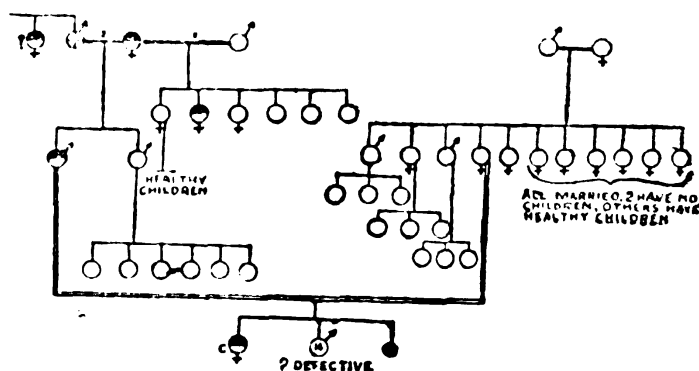 ?
HEALTHY
CHILDREN
ALL MARRIED, 2 HAVE NO
CHILDREN, OTHERS HAVE
HEALTHY CHILDREN
C
? DEFECTIVE